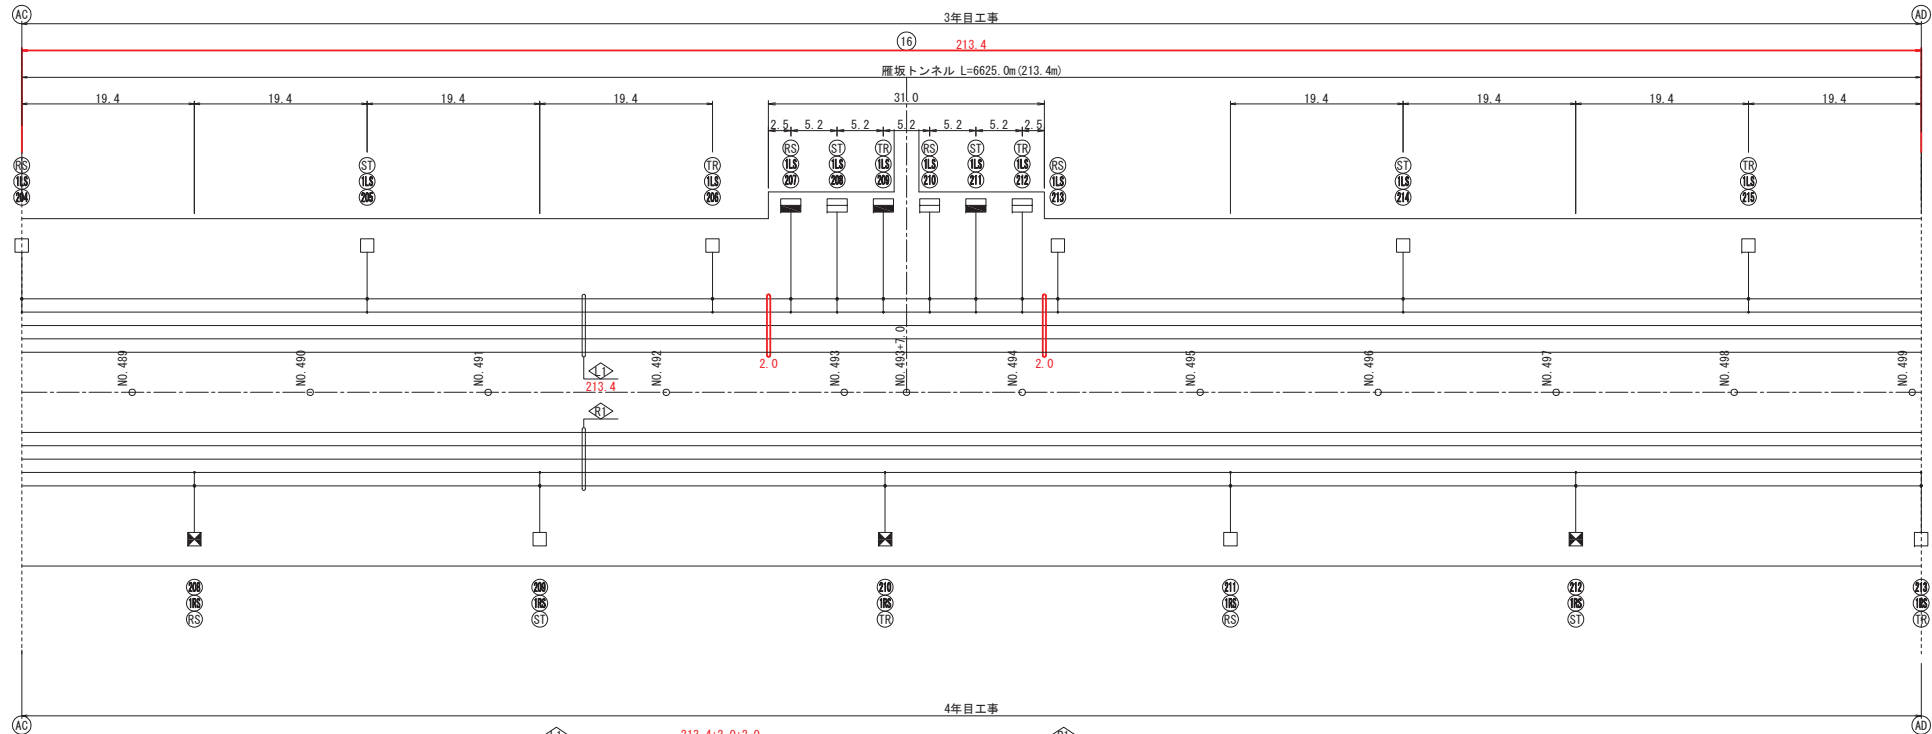 AC 3年目工事 AD
16 213.4
雁坂トンネル L=6625.0m(213.4m)
19.4 19.4 19.4 19.4 31.0 19.4 19.4 19.4 19.4
2.5 5.2 5.2 5.2 5.2 5.2 2.5
RS ST TR RS ST TR
1LS 1LS 1LS 1LS 1LS 1LS
207 208 209 210 211 212
RS ST TR RS ST TR
1LS 1LS 1LS 1LS 1LS 1LS
204 205 206 213 214 215
NO.489 NO.490 NO.491 NO.492 NO.493 NO.493+7.0 NO.494 NO.495 NO.496 NO.497 NO.498 NO.499
L1 2.0 2.0
213.4
R1
208 209 210 211 212 213
1RS 1RS 1RS 1RS 1RS 1RS
RS ST TR RS ST TR
4年目工事
AC AD